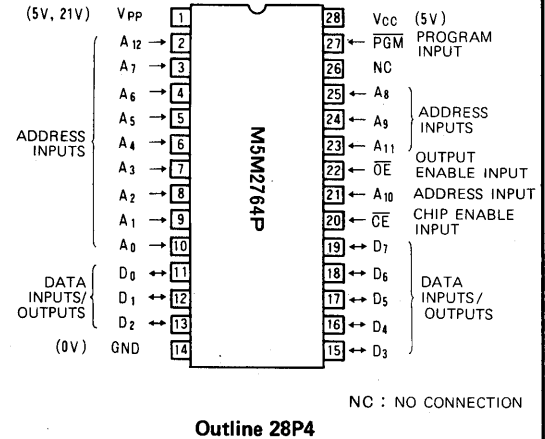 (5V, 21V) VPP 1 28 VCC (5V)
A12 → 2 27 ← PGM PROGRAM INPUT
A7 → 3 26 NC
A6 → 4 25 ← A8
A5 → 5 24 ← A9 ADDRESS INPUTS
ADDRESS INPUTS A4 → 6 23 ← A11
A3 → 7 22 ← OE OUTPUT ENABLE INPUT
A2 → 8 21 ← A10 ADDRESS INPUT
A1 → 9 20 ← CE CHIP ENABLE INPUT
A0 → 10 19 ↔ D7
D0 ↔ 11 18 ↔ D6
DATA INPUTS/ OUTPUTS D1 ↔ 12 17 ↔ D5 DATA INPUTS/ OUTPUTS
D2 ↔ 13 16 ↔ D4
(0V) GND 14 15 ↔ D3
M5M2764P
NC : NO CONNECTION
Outline 28P4